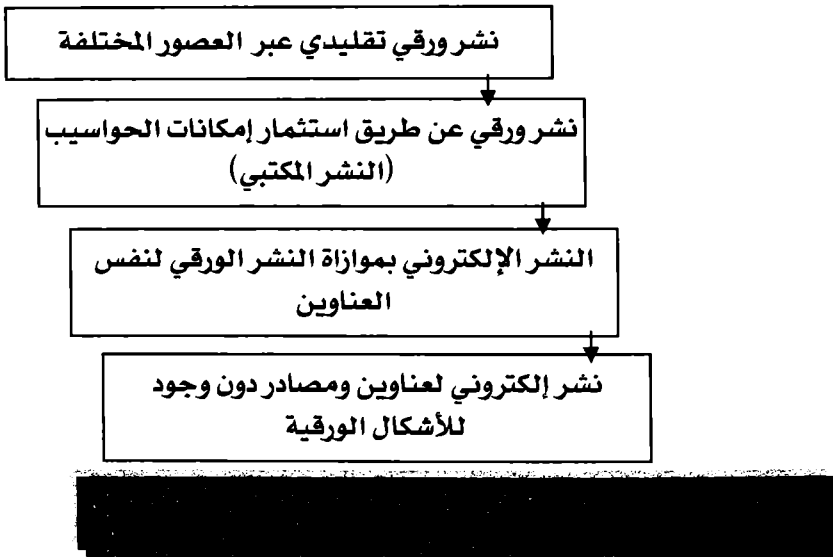 نشر ورقي تقليدي عبر العصور المختلفة
نشر ورقي عن طريق استثمار إمكانات الحواسيب
(النشر المكتبي)
النشر الإلكتروني بموازاة النشر الورقي لنفس
العناوين
نشر إلكتروني لعناوين ومصادر دون وجود
للأشكال الورقية